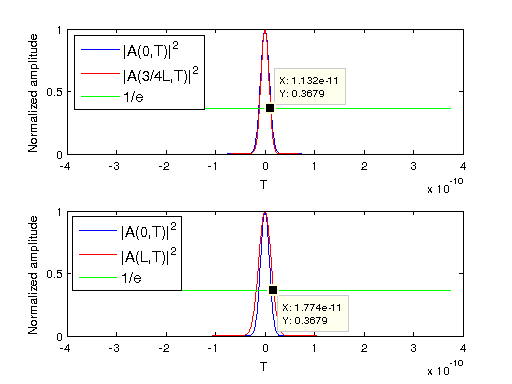 Normalized amplitude
1
0.5
0
|A(0,T)|²
|A(3/4L,T)|²
1/e
X: 1.132e-11
Y: 0.3679
-4 -3 -2 -1 0 1 2 3 4
T
x 10⁻¹⁰
Normalized amplitude
1
0.5
0
|A(0,T)|²
|A(L,T)|²
1/e
X: 1.774e-11
Y: 0.3679
-4 -3 -2 -1 0 1 2 3 4
T
x 10⁻¹⁰